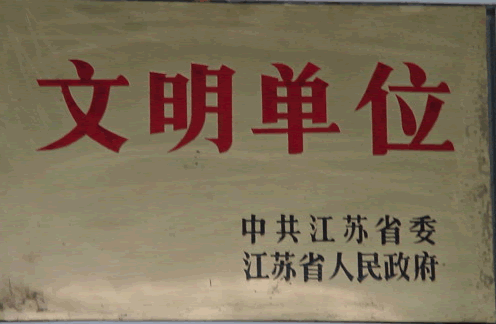 文明单位
中共江苏省委
江苏省人民政府